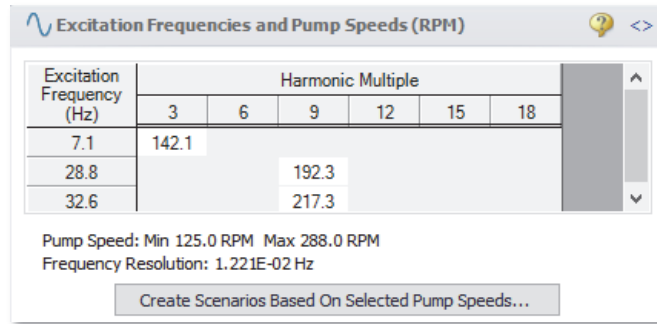 Excitation Frequencies and Pump Speeds (RPM) ? <>
Excitation Frequency (Hz) Harmonic Multiple
3 6 9 12 15 18
7.1 142.1
28.8 192.3
32.6 217.3
Pump Speed: Min 125.0 RPM Max 288.0 RPM
Frequency Resolution: 1.221E-02 Hz
Create Scenarios Based On Selected Pump Speeds...